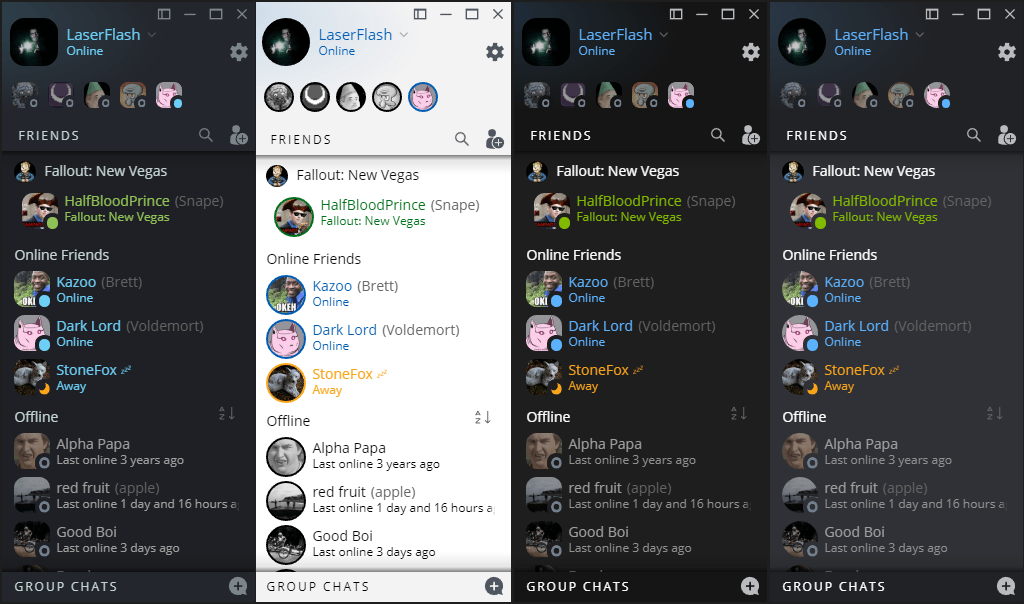 LaserFlash
Online
FRIENDS
Fallout: New Vegas
HalfBloodPrince (Snape)
Fallout: New Vegas
Online Friends
Kazoo (Brett)
Online
OKI
Dark Lord (Voldemort)
Online
StoneFox zzz
Away
Offline
A
Z
Alpha Papa
Last online 3 years ago
red fruit (apple)
Last online 1 day and 16 hours a
Good Boi
Last online 3 days ago
GROUP CHATS
LaserFlash
Online
FRIENDS
Fallout: New Vegas
HalfBloodPrince (Snape)
Fallout: New Vegas
Online Friends
Kazoo (Brett)
Online
Dark Lord (Voldemort)
Online
StoneFox zzz
Away
Offline
A
Z
Alpha Papa
Last online 3 years ago
red fruit (apple)
Last online 1 day and 16 hours a
Good Boi
Last online 3 days ago
GROUP CHATS
LaserFlash
Online
FRIENDS
Fallout: New Vegas
HalfBloodPrince (Snape)
Fallout: New Vegas
Online Friends
Kazoo (Brett)
Online
OKI
Dark Lord (Voldemort)
Online
StoneFox zzz
Away
Offline
A
Z
Alpha Papa
Last online 3 years ago
red fruit (apple)
Last online 1 day and 16 hours a
Good Boi
Last online 3 days ago
GROUP CHATS
LaserFlash
Online
FRIENDS
Fallout: New Vegas
HalfBloodPrince (Snape)
Fallout: New Vegas
Online Friends
Kazoo (Brett)
Online
OKI
Dark Lord (Voldemort)
Online
StoneFox zzz
Away
Offline
A
Z
Alpha Papa
Last online 3 years ago
red fruit (apple)
Last online 1 day and 16 hours a
Good Boi
Last online 3 days ago
GROUP CHATS